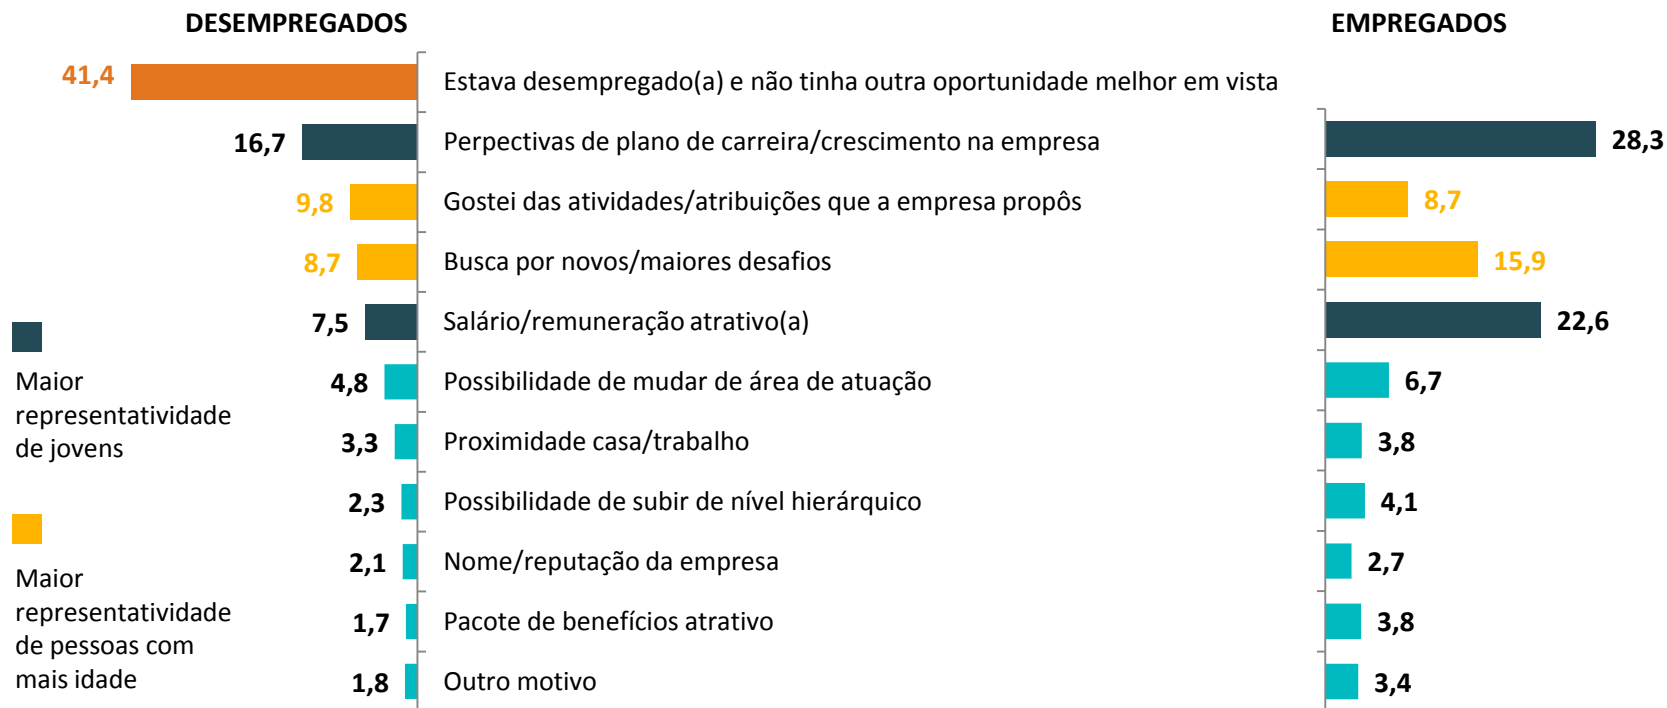 DESEMPREGADOS
EMPREGADOS
41,4 Estava desempregado(a) e não tinha outra oportunidade melhor em vista
16,7 Perpectivas de plano de carreira/crescimento na empresa 28,3
9,8 Gostei das atividades/atribuições que a empresa propôs 8,7
8,7 Busca por novos/maiores desafios 15,9
7,5 Salário/remuneração atrativo(a) 22,6
4,8 Possibilidade de mudar de área de atuação 6,7
3,3 Proximidade casa/trabalho 3,8
2,3 Possibilidade de subir de nível hierárquico 4,1
2,1 Nome/reputação da empresa 2,7
1,7 Pacote de benefícios atrativo 3,8
1,8 Outro motivo 3,4
Maior
representatividade
de jovens
Maior
representatividade
de pessoas com
mais idade